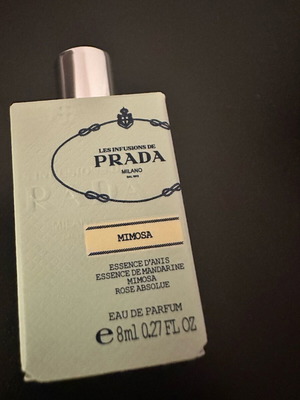 LES INFUSIONS DE
PRADA
MILANO
DAL 1913
MIMOSA
ESSENCE D'ANIS
ESSENCE DE MANDARINE
MIMOSA
ROSE ABSOLUE
EAU DE PARFUM
e 8ml 0.27 FL OZ